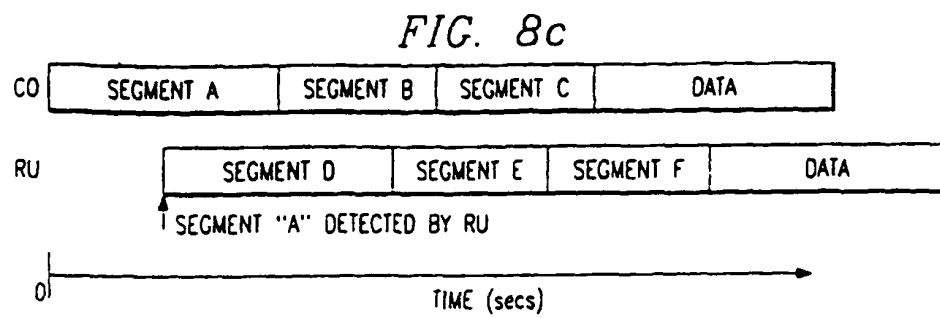 FIG. 8c
CO SEGMENT A SEGMENT B SEGMENT C DATA
RU SEGMENT D SEGMENT E SEGMENT F DATA
SEGMENT "A" DETECTED BY RU
0 TIME (secs)